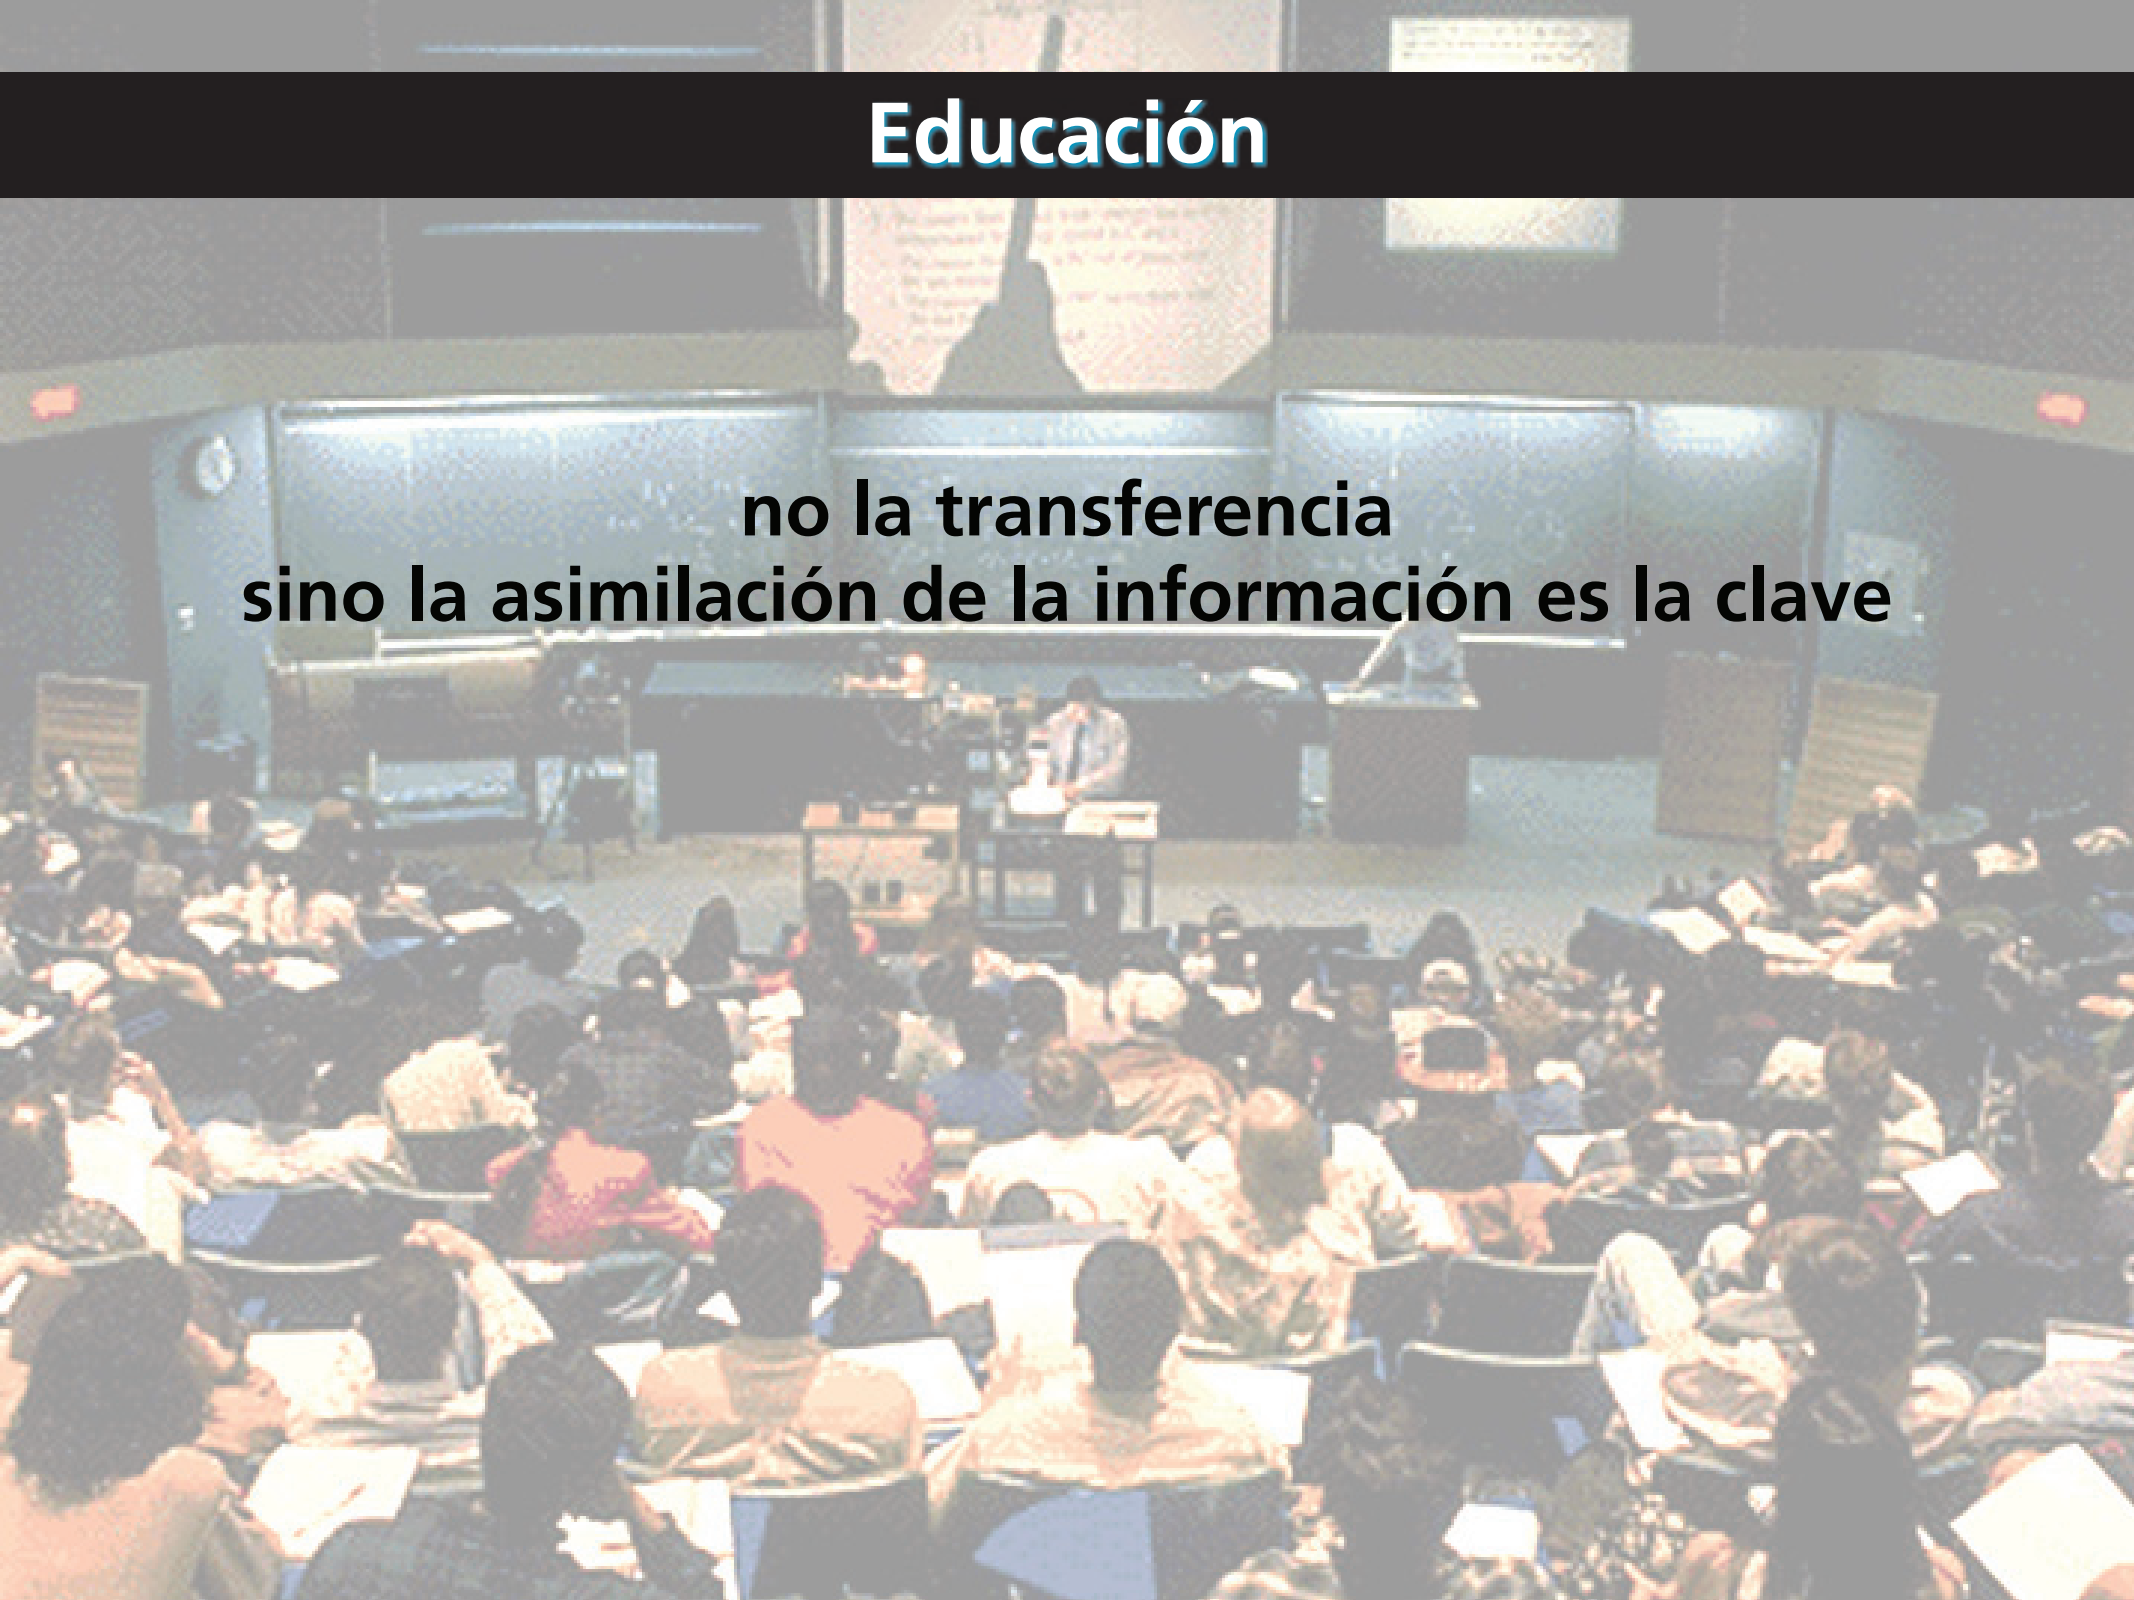 Educación
no la transferencia
sino la asimilación de la información es la clave